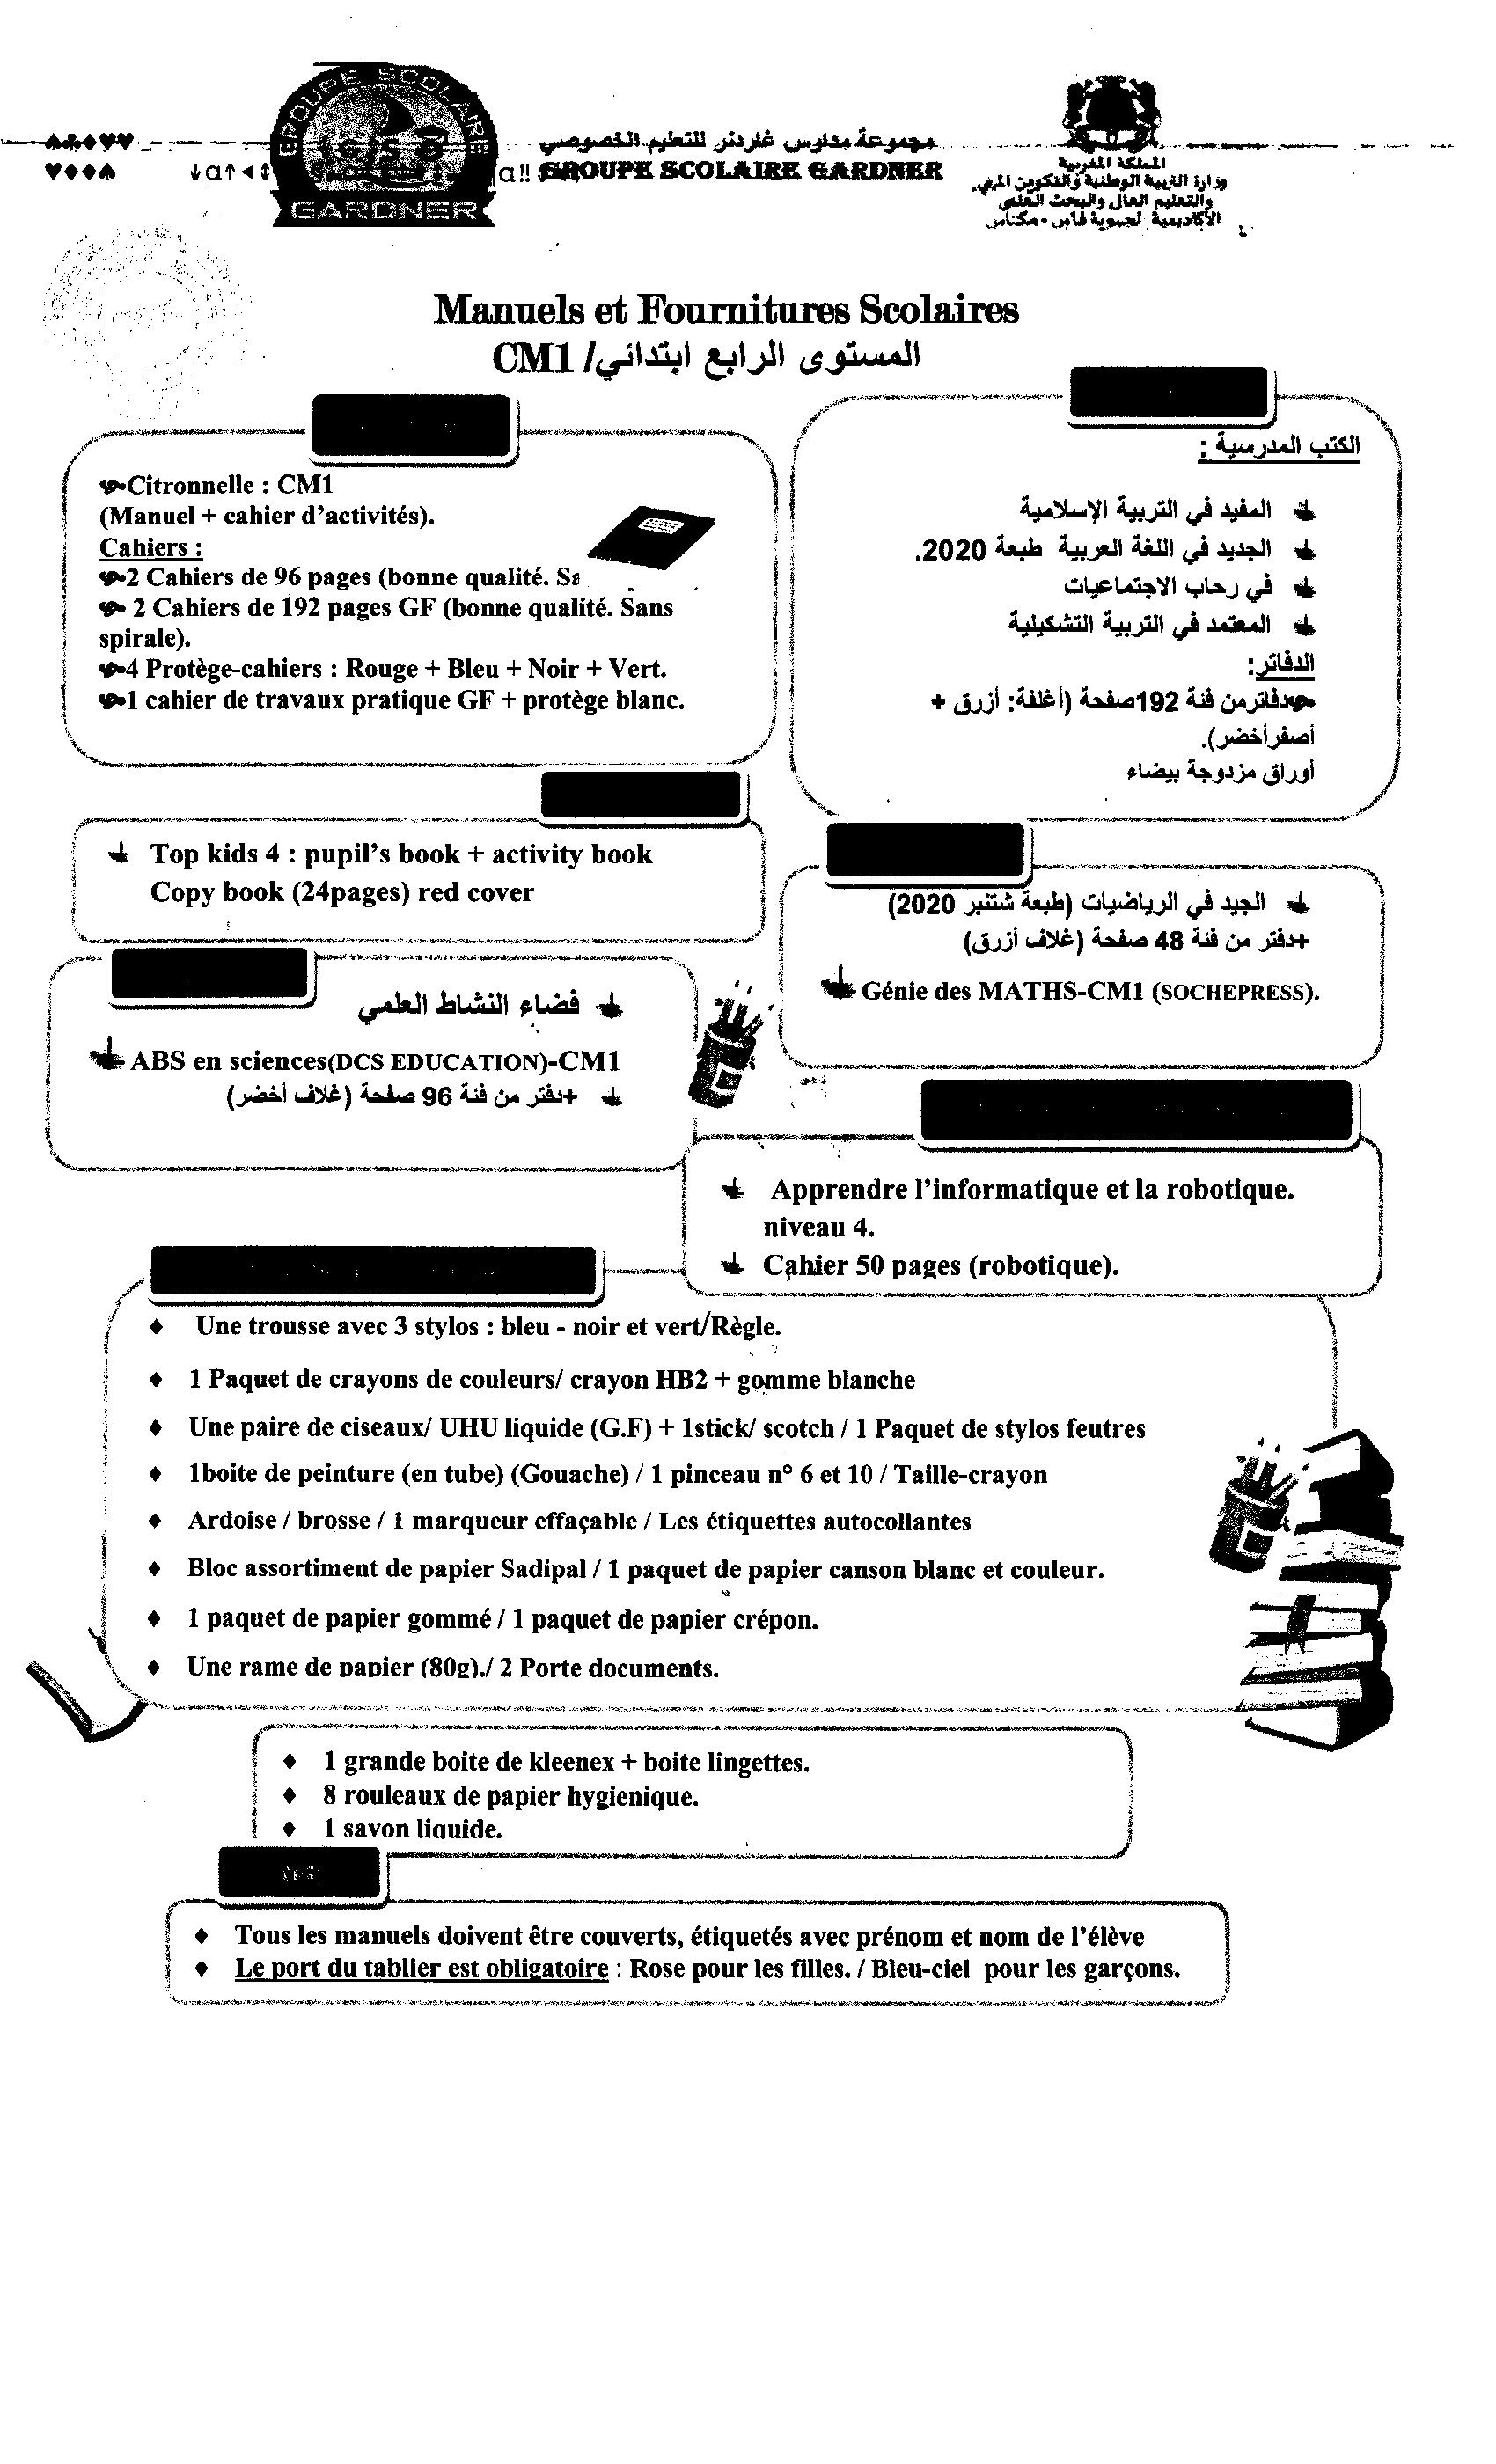 GROUPE SCOLAIRE
GARDNER
مجموعة مدارس غاردنر للتعليم الخصوصي
GROUPE SCOLAIRE GARDNER
المملكة المغربية
وزارة التربية الوطنية والتكوين المهني
والتعليم العالي والبحث العلمي
الأكاديمية لجهوية فاس - مكناس
Manuels et Fournitures Scolaires
CM1 /المستوى الرابع ابتدائي
Citronnelle : CM1
(Manuel + cahier d'activités).
Cahiers :
2 Cahiers de 96 pages (bonne qualité. Sa
2 Cahiers de 192 pages GF (bonne qualité. Sans
spirale).
4 Protège-cahiers : Rouge + Bleu + Noir + Vert.
1 cahier de travaux pratique GF + protège blanc.
الكتب المدرسية :
المفيد في التربية الإسلامية
الجديد في اللغة العربية طبعة 2020.
في رحاب الاجتماعيات
المعتمد في التربية التشكيلية
الدفاتر:
دفاترمن فئة 192صفحة (أغلفة: أزرق +
أصفرأخضر).
أوراق مزدوجة بيضاء
Top kids 4 : pupil's book + activity book
Copy book (24pages) red cover
الجيد في الرياضيات (طبعة شتنبر 2020)
+دفتر من فئة 48 صفحة (غلاف أزرق)
Génie des MATHS-CM1 (SOCHEPRESS).
فضاء النشاط العلمي
ABS en sciences(DCS EDUCATION)-CM1
+دفتر من فئة 96 صفحة (غلاف أخضر)
Apprendre l'informatique et la robotique.
niveau 4.
Cahier 50 pages (robotique).
Une trousse avec 3 stylos : bleu - noir et vert/Règle.
1 Paquet de crayons de couleurs/ crayon HB2 + gomme blanche
Une paire de ciseaux/ UHU liquide (G.F) + 1stick/ scotch / 1 Paquet de stylos feutres
1boite de peinture (en tube) (Gouache) / 1 pinceau n° 6 et 10 / Taille-crayon
Ardoise / brosse / 1 marqueur effaçable / Les étiquettes autocollantes
Bloc assortiment de papier Sadipal / 1 paquet de papier canson blanc et couleur.
1 paquet de papier gommé / 1 paquet de papier crépon.
Une rame de papier (80g)./ 2 Porte documents.
1 grande boite de kleenex + boite lingettes.
8 rouleaux de papier hygienique.
1 savon liquide.
Tous les manuels doivent être couverts, étiquetés avec prénom et nom de l'élève
Le port du tablier est obligatoire : Rose pour les filles. / Bleu-ciel pour les garçons.